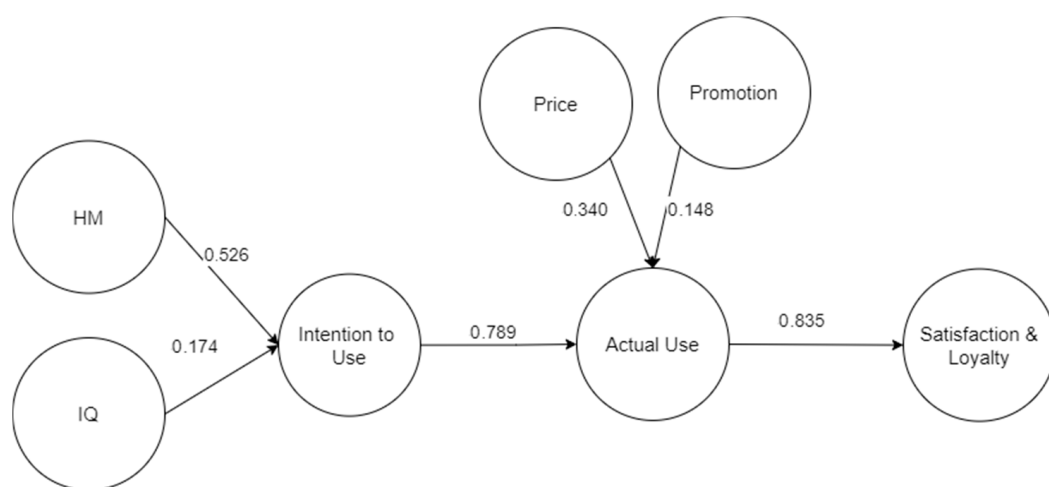 Price
Promotion
HM
0.340
0.148
0.526
Intention to
Use
0.789
Actual Use
0.835
Satisfaction &
Loyalty
0.174
IQ